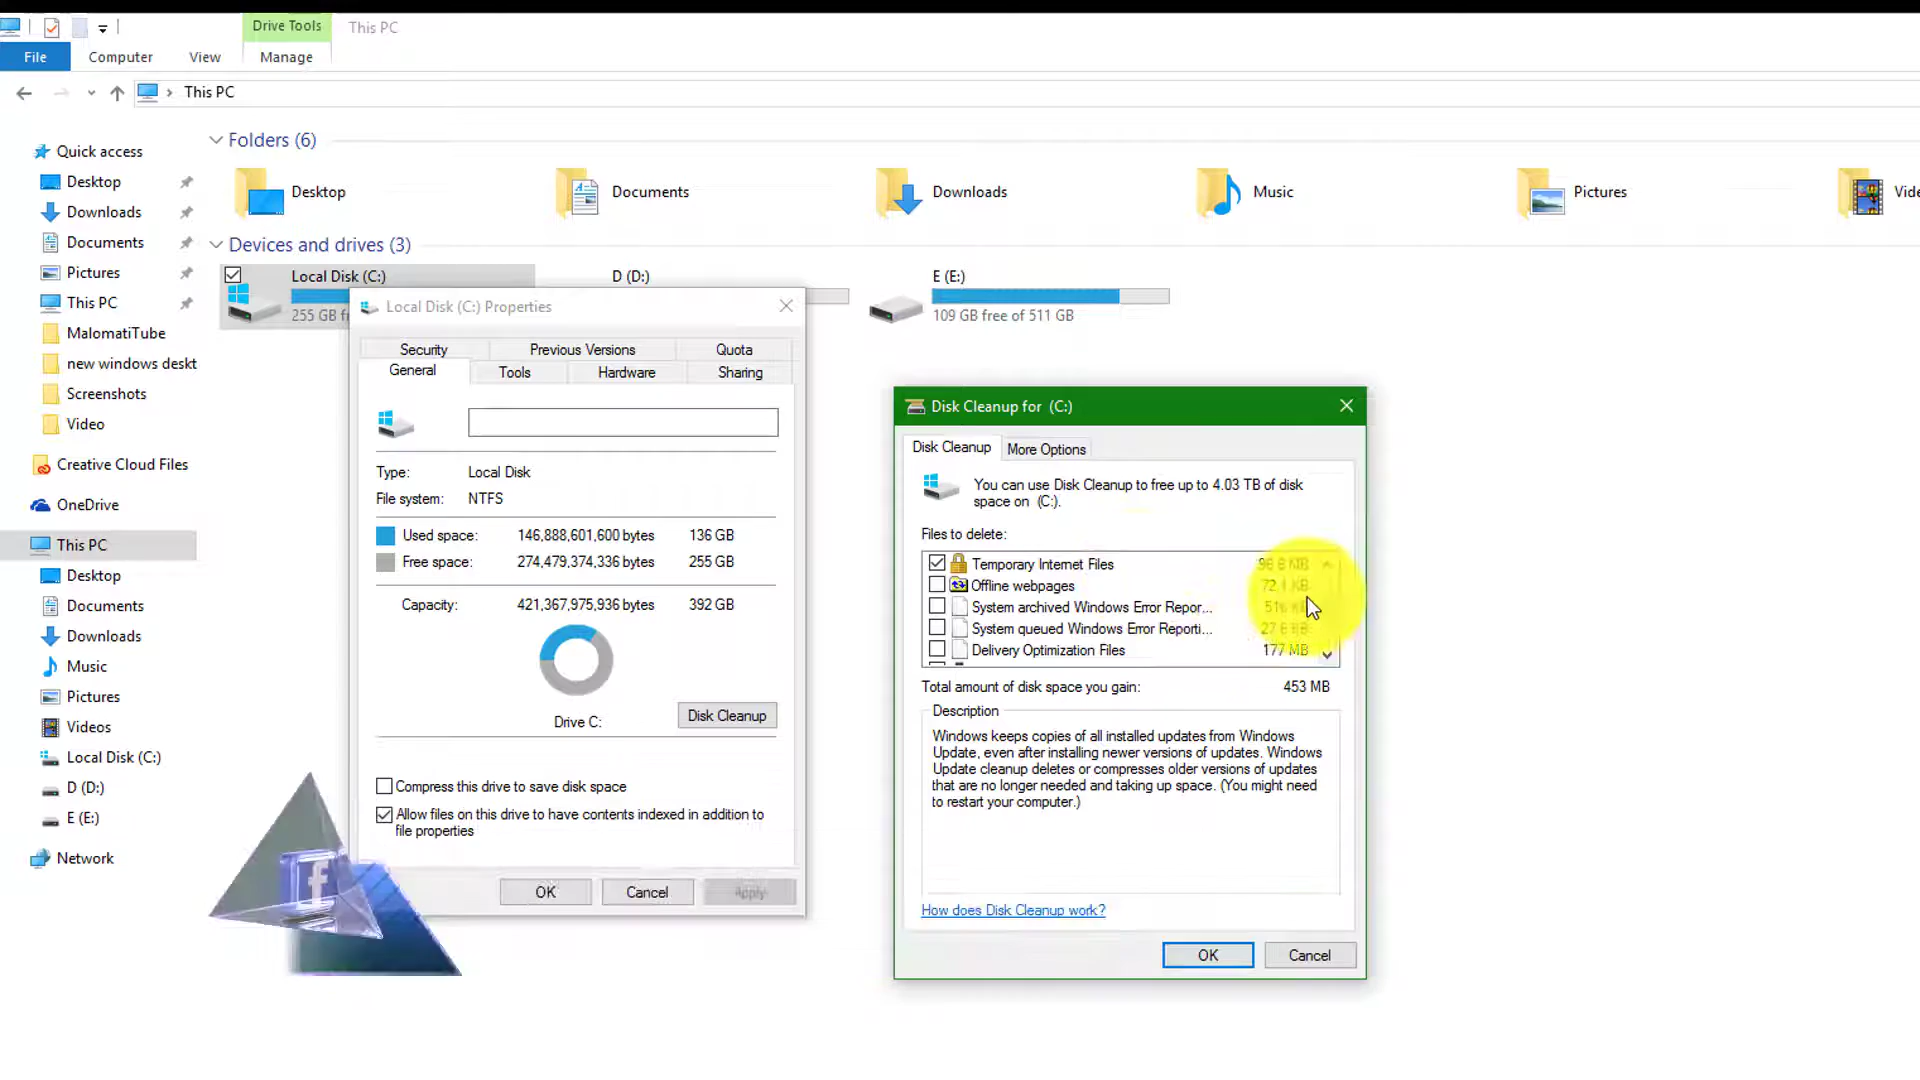 Drive Tools
This PC
File
Computer
View
Manage
This PC
Quick access
Desktop
Downloads
Documents
Pictures
This PC
MalomatiTube
new windows deskt
Screenshots
Video
Creative Cloud Files
OneDrive
This PC
Desktop
Documents
Downloads
Music
Pictures
Videos
Local Disk (C:)
D (D:)
E (E:)
Network
Folders (6)
Desktop
Documents
Downloads
Music
Pictures
Vide
Devices and drives (3)
Local Disk (C:)
255 GB fr
D (D:)
E (E:)
109 GB free of 511 GB
Local Disk (C:) Properties
Security
Previous Versions
Quota
General
Tools
Hardware
Sharing
Type:
Local Disk
File system:
NTFS
Used space:
146,888,601,600 bytes
136 GB
Free space:
274,479,374,336 bytes
255 GB
Capacity:
421,367,975,936 bytes
392 GB
Drive C:
Disk Cleanup
Compress this drive to save disk space
Allow files on this drive to have contents indexed in addition to
file properties
OK
Cancel
Apply
Disk Cleanup for (C:)
Disk Cleanup
More Options
You can use Disk Cleanup to free up to 4.03 TB of disk
space on (C:).
Files to delete:
Temporary Internet Files
Offline webpages
System archived Windows Error Repor...
System queued Windows Error Reporti...
Delivery Optimization Files
177 MB
Total amount of disk space you gain:
453 MB
Description
Windows keeps copies of all installed updates from Windows
Update, even after installing newer versions of updates. Windows
Update cleanup deletes or compresses older versions of updates
that are no longer needed and taking up space. (You might need
to restart your computer.)
How does Disk Cleanup work?
OK
Cancel
f